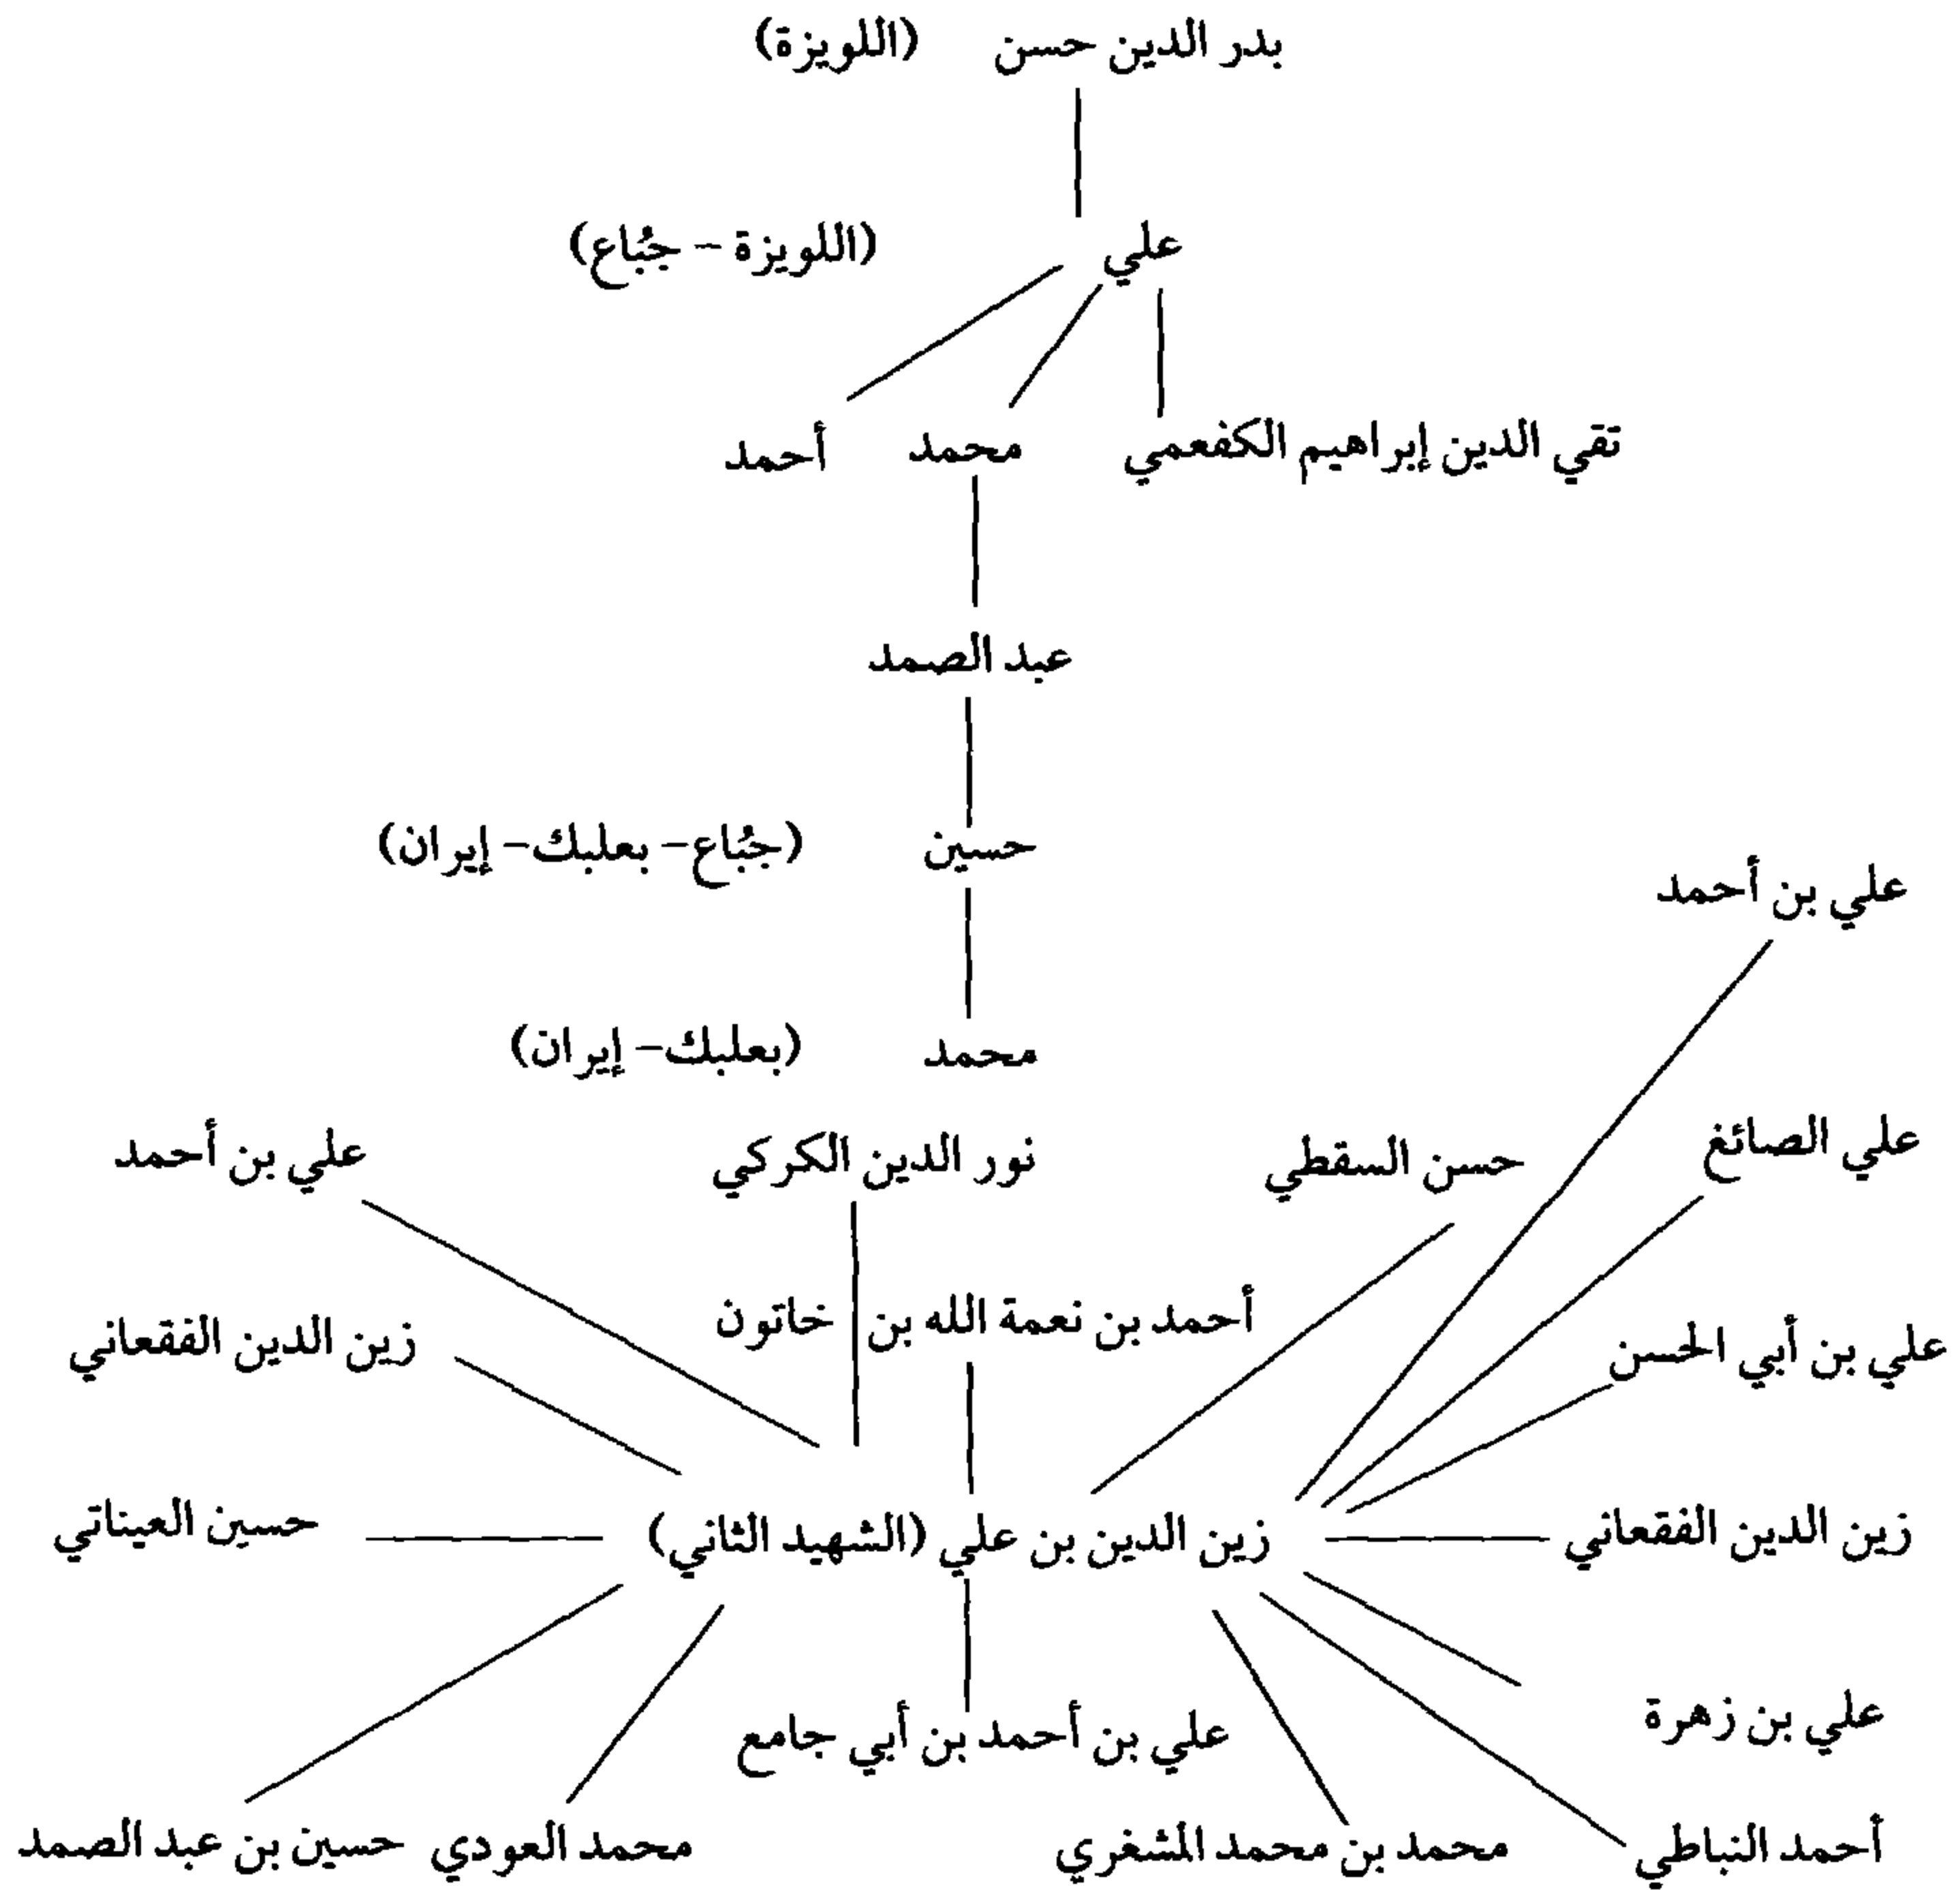 بدر الدين حسن (اللويزة)
علي (اللويزة – جُباع)
تقي الدين إبراهيم الكفعمي محمد أحمد
عبد الصمد
حسين (جُباع– بعلبك– إيران)
علي بن أحمد
محمد (بعلبك– إيران)
علي الصائغ حسن السقطي نور الدين الكركي علي بن أحمد
أحمد بن نعمة الله بن خاتون
علي بن أبي الحسن زين الدين الفقعاني
زين الدين الفقعاني زين الدين بن علي (الشهيد الثاني) حسين العيناتي
علي بن زهرة علي بن أحمد بن أبي جامع
أحمد النباطي محمد بن محمد المشغري محمد العودي حسين بن عبد الصمد